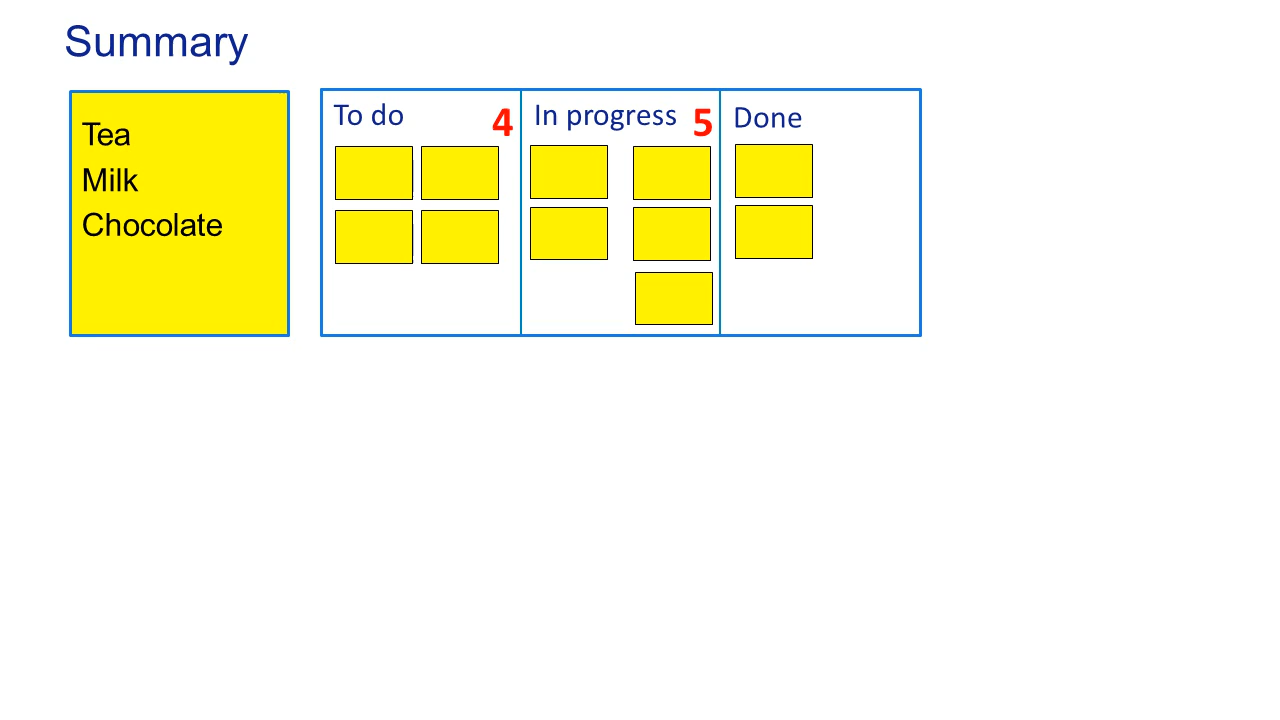 Summary
Tea
Milk
Chocolate
To do 4
In progress 5
Done